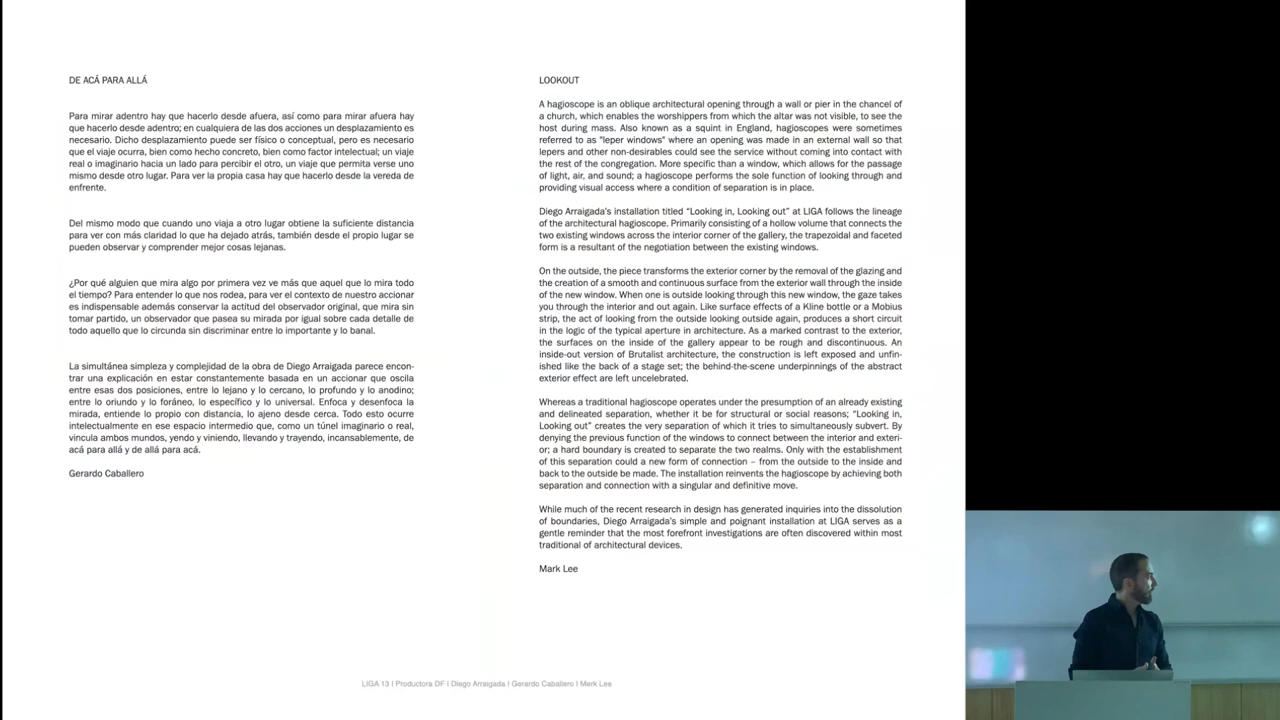 DE ACÁ PARA ALLÁ
Para mirar adentro hay que hacerlo desde afuera, así como para mirar afuera hay
que hacerlo desde adentro; en cualquiera de las dos acciones un desplazamiento es
necesario. Dicho desplazamiento puede ser físico o conceptual, pero es necesario
que el viaje ocurra, bien como hecho concreto, bien como factor intelectual; un viaje
real o imaginario hacia un lado para percibir el otro, un viaje que permita verse uno
mismo desde otro lugar. Para ver la propia casa hay que hacerlo desde la vereda de
enfrente.
Del mismo modo que cuando uno viaja a otro lugar obtiene la suficiente distancia
para ver con más claridad lo que ha dejado atrás, también desde el propio lugar se
pueden observar y comprender mejor cosas lejanas.
¿Por qué alguien que mira algo por primera vez ve más que aquel que lo mira todo
el tiempo? Para entender lo que nos rodea, para ver el contexto de nuestro accionar
es indispensable además conservar la actitud del observador original, que mira sin
tomar partido, un observador que pasea su mirada por igual sobre cada detalle de
todo aquello que lo circunda sin discriminar entre lo importante y lo banal.
La simultánea simpleza y complejidad de la obra de Diego Arraigada parece encon-
trar una explicación en estar constantemente basada en un accionar que oscila
entre esas dos posiciones, entre lo lejano y lo cercano, lo profundo y lo anodino;
entre lo oriundo y lo foráneo, lo específico y lo universal. Enfoca y desenfoca la
mirada, entiende lo propio con distancia, lo ajeno desde cerca. Todo esto ocurre
intelectualmente en ese espacio intermedio que, como un túnel imaginario o real,
vincula ambos mundos, yendo y viniendo, llevando y trayendo, incansablemente, de
acá para allá y de allá para acá.
Gerardo Caballero
LOOKOUT
A hagioscope is an oblique architectural opening through a wall or pier in the chancel of
a church, which enables the worshippers from which the altar was not visible, to see the
host during mass. Also known as a squint in England, hagioscopes were sometimes
referred to as "leper windows" where an opening was made in an external wall so that
lepers and other non-desirables could see the service without coming into contact with
the rest of the congregation. More specific than a window, which allows for the passage
of light, air, and sound; a hagioscope performs the sole function of looking through and
providing visual access where a condition of separation is in place.
Diego Arraigada's installation titled "Looking in, Looking out" at LIGA follows the lineage
of the architectural hagioscope. Primarily consisting of a hollow volume that connects the
two existing windows across the interior corner of the gallery, the trapezoidal and faceted
form is a resultant of the negotiation between the existing windows.
On the outside, the piece transforms the exterior corner by the removal of the glazing and
the creation of a smooth and continuous surface from the exterior wall through the inside
of the new window. When one is outside looking through this new window, the gaze takes
you through the interior and out again. Like surface effects of a Kline bottle or a Mobius
strip, the act of looking from the outside looking outside again, produces a short circuit
in the logic of the typical aperture in architecture. As a marked contrast to the exterior,
the surfaces on the inside of the gallery appear to be rough and discontinuous. An
inside-out version of Brutalist architecture, the construction is left exposed and unfin-
ished like the back of a stage set; the behind-the-scene underpinnings of the abstract
exterior effect are left uncelebrated.
Whereas a traditional hagioscope operates under the presumption of an already existing
and delineated separation, whether it be for structural or social reasons; "Looking in,
Looking out" creates the very separation of which it tries to simultaneously subvert. By
denying the previous function of the windows to connect between the interior and exteri-
or; a hard boundary is created to separate the two realms. Only with the establishment
of this separation could a new form of connection – from the outside to the inside and
back to the outside be made. The installation reinvents the hagioscope by achieving both
separation and connection with a singular and definitive move.
While much of the recent research in design has generated inquiries into the dissolution
of boundaries, Diego Arraigada's simple and poignant installation at LIGA serves as a
gentle reminder that the most forefront investigations are often discovered within most
traditional of architectural devices.
Mark Lee
LIGA 13 | Productora DF | Diego Arraigada | Gerardo Caballero | Mark Lee